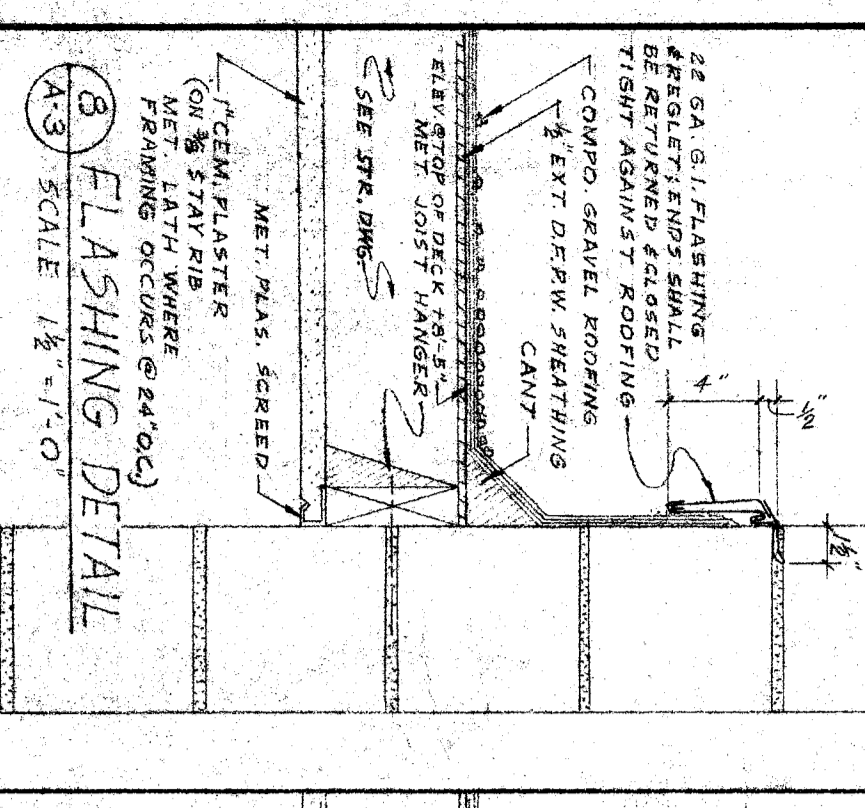 22 GA. G.I. FLASHING
& REGLET; ENDS SHALL
BE RETURNED & CLOSED
TIGHT AGAINST ROOFING
COMPO. GRAVEL ROOFING
½" EXT D.F.P.W. SHEATHING
CANT
4"
½"
1½"
ELEV. @ TOP OF DECK +8'-5"
MET. JOIST HANGER
SEE STR. DWG.
MET. PLAS. SCREED
1" CEM. PLASTER
(ON ⅜ STAY RIB
MET. LATH WHERE
FRAMING OCCURS @ 24" O.C.)
8
A-3
FLASHING DETAIL
SCALE 1½" = 1'-0"